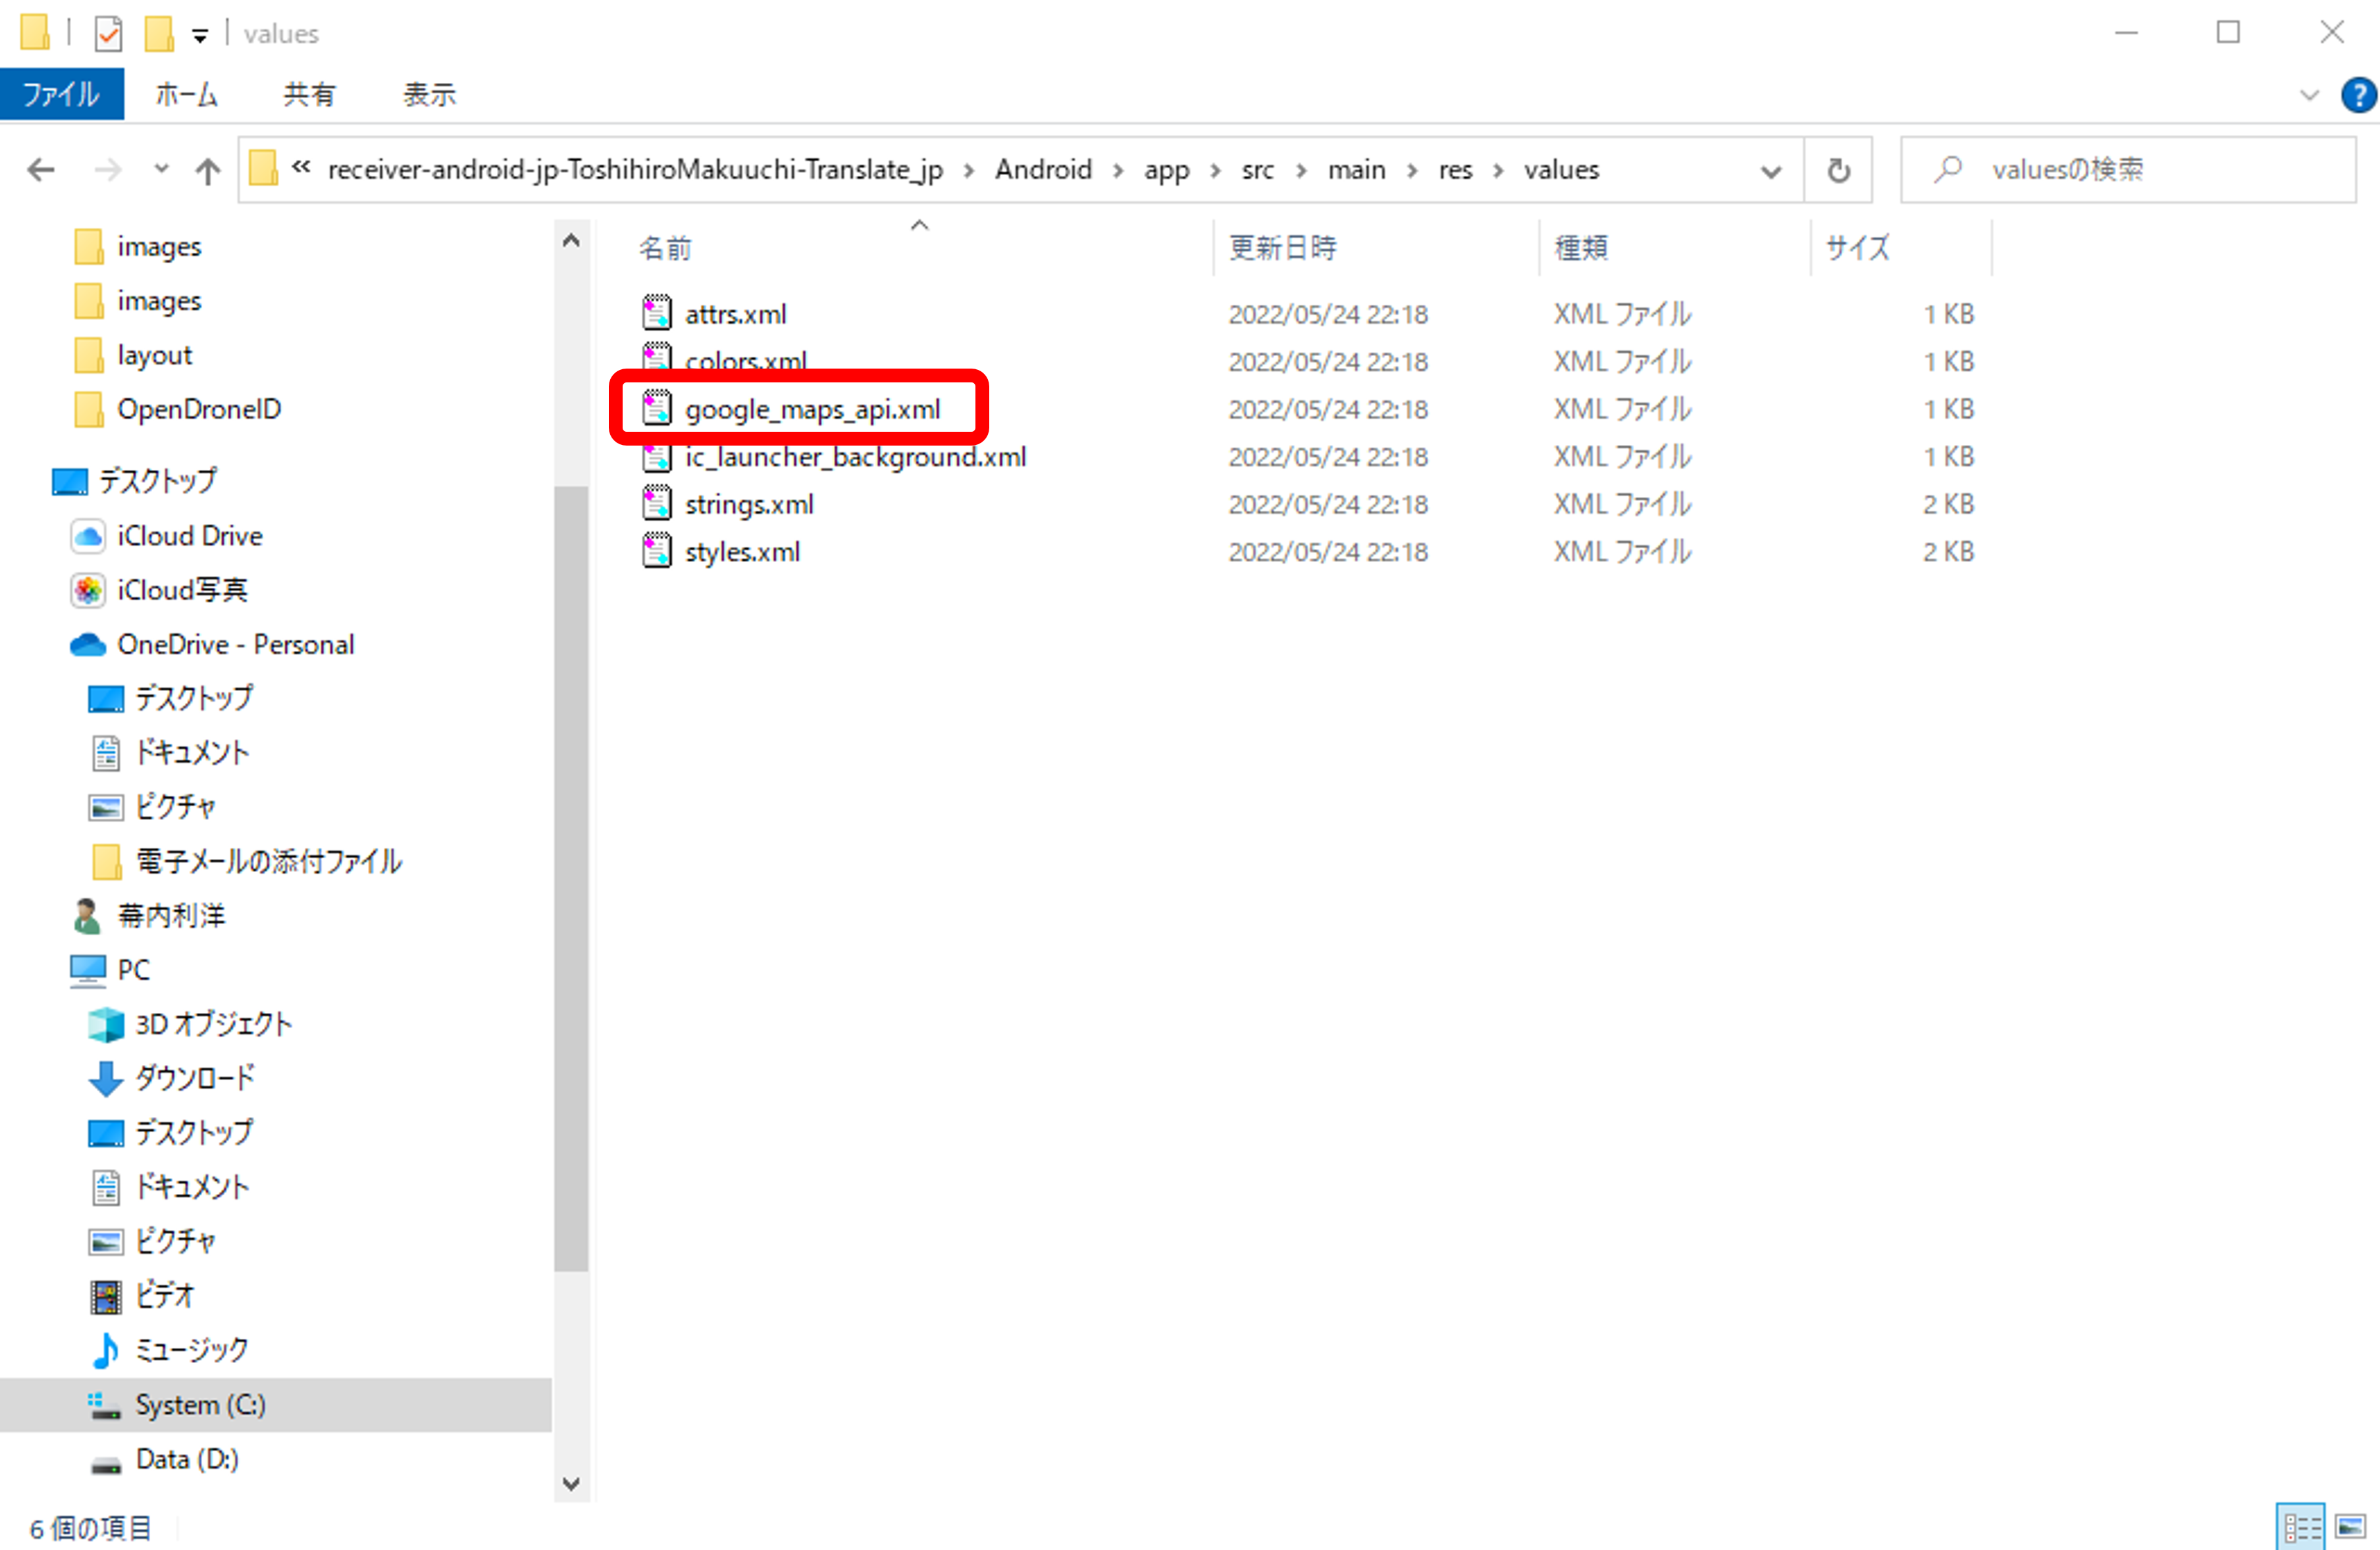 values
ファイル ホーム 共有 表示
« receiver-android-jp-ToshihiroMakuuchi-Translate_jp › Android › app › src › main › res › values valuesの検索
images
images
layout
OpenDroneID
デスクトップ
iCloud Drive
iCloud写真
OneDrive - Personal
デスクトップ
ドキュメント
ピクチャ
電子メールの添付ファイル
幕内利洋
PC
3D オブジェクト
ダウンロード
デスクトップ
ドキュメント
ピクチャ
ビデオ
ミュージック
System (C:)
Data (D:)
名前 更新日時 種類 サイズ
attrs.xml 2022/05/24 22:18 XML ファイル 1 KB
colors.xml 2022/05/24 22:18 XML ファイル 1 KB
google_maps_api.xml 2022/05/24 22:18 XML ファイル 1 KB
ic_launcher_background.xml 2022/05/24 22:18 XML ファイル 1 KB
strings.xml 2022/05/24 22:18 XML ファイル 2 KB
styles.xml 2022/05/24 22:18 XML ファイル 2 KB
6 個の項目